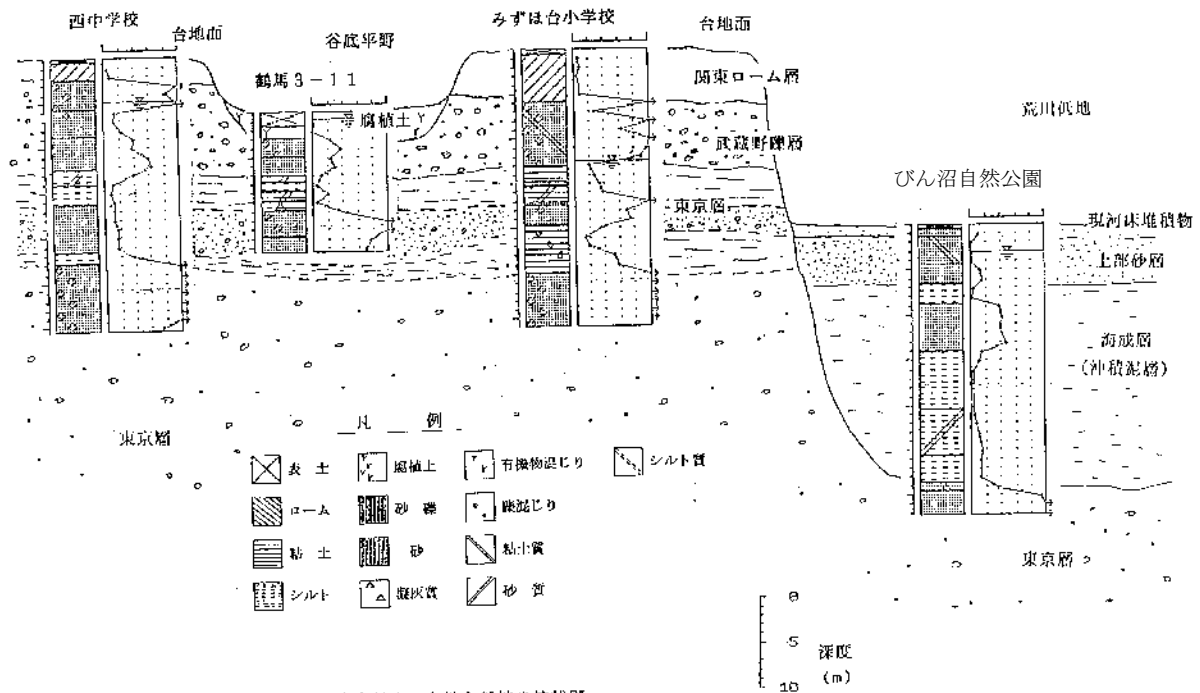 西中学校
台地面
谷底平野
鶴馬3-11
みずほ台小学校
台地面
腐植土
関東ローム層
武蔵野礫層
東京層
荒川低地
びん沼自然公園
現河床堆積物
上部砂層
海成層
(沖積泥層)
東京層
東京層
凡 例
表土
腐植土
有機物混じり
シルト質
ローム
砂礫
礫混じり
粘土
砂
粘土質
シルト
凝灰質
砂質
0
5
10
深度
(m)